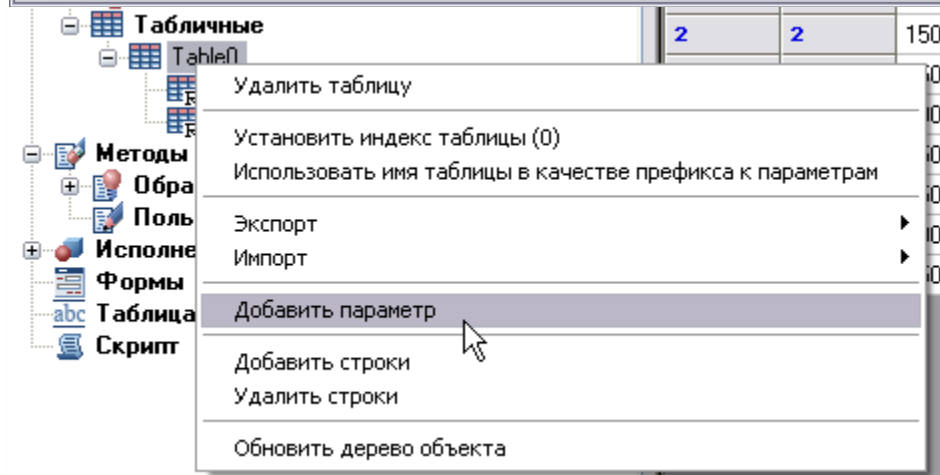 Табличные
2 2 150
Table0
Удалить таблицу
Установить индекс таблицы (0)
Методы
Использовать имя таблицы в качестве префикса к параметрам
Обра
Поль
Экспорт
Исполне
Импорт
Формы
Добавить параметр
abc Таблица
Скрипт
Добавить строки
Удалить строки
Обновить дерево объекта